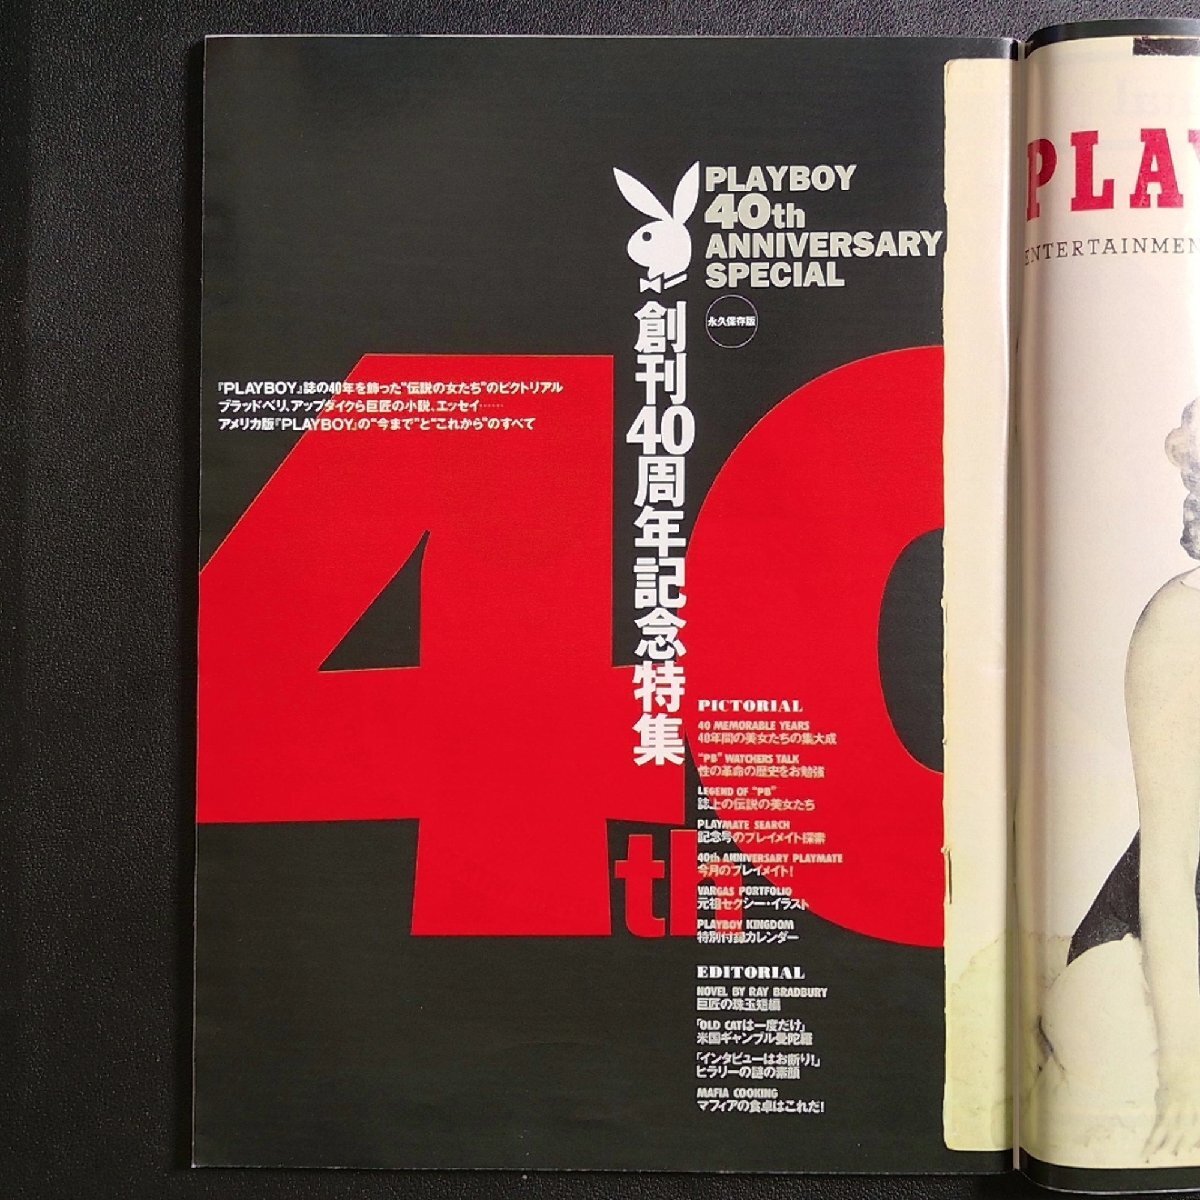 PLAYBOY
40th
ANNIVERSARY
SPECIAL
永久保存版
創刊40周年記念特集
『PLAYBOY』誌の40年を飾った"伝説の女たち"のピクトリアル
ブラッドベリ、アップダイクら巨匠の小説、エッセイ……
アメリカ版『PLAYBOY』の"今まで"と"これから"のすべて
40
th
PICTORIAL
40 MEMORABLE YEARS
40年間の美女たちの集大成
"PB" WATCHERS TALK
性の革命の歴史をお勉強
LEGEND OF "PB"
誌上の伝説の美女たち
PLAYMATE SEARCH
記念号のプレイメイト探索
40th ANNIVERSARY PLAYMATE
今月のプレイメイト!
VARGAS PORTFOLIO
元祖セクシー・イラスト
PLAYBOY KINGDOM
特別付録カレンダー
EDITORIAL
NOVEL BY RAY BRADBURY
巨匠の珠玉短編
「OLD CATは一度だけ」
米国ギャンブル曼陀羅
「インタビューはお断り!」
ヒラリーの謎の素顔
MAFIA COOKING
マフィアの食卓はこれだ!
PLAY
ENTERTAINMEN